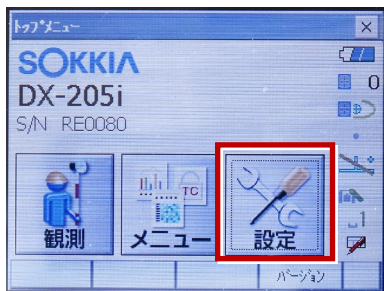 トップメニュー
SOKKIA
DX-205i
0
S/N RE0080
TC
1
観測
メニュー
設定
バージョン